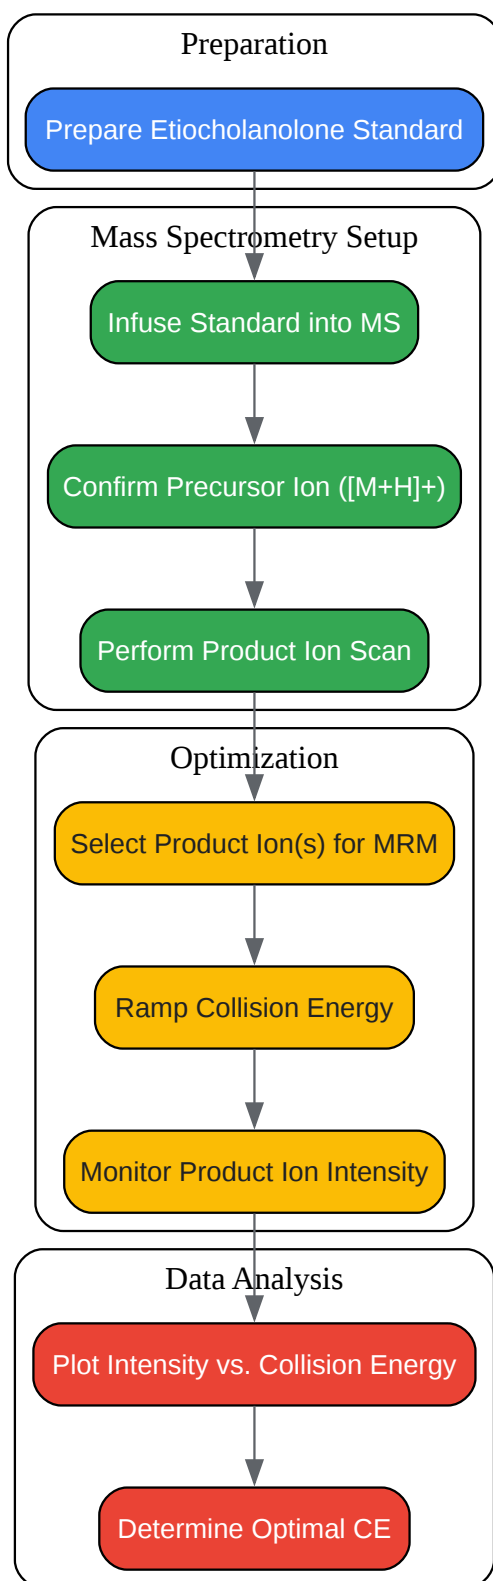 Preparation
Prepare Etiocholanolone Standard
Mass Spectrometry Setup
Infuse Standard into MS
Confirm Precursor Ion ([M+H]+)
Perform Product Ion Scan
Optimization
Select Product Ion(s) for MRM
Ramp Collision Energy
Monitor Product Ion Intensity
Data Analysis
Plot Intensity vs. Collision Energy
Determine Optimal CE